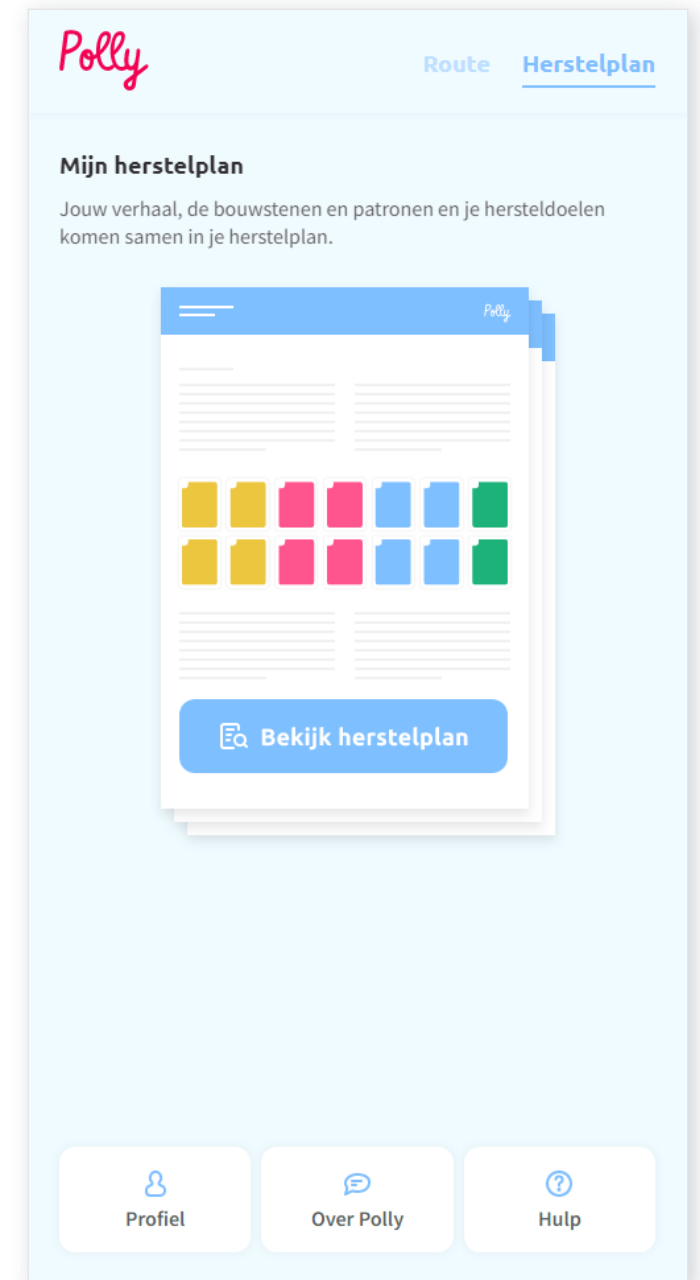 Polly
Route
Herstelplan
Mijn herstelplan
Jouw verhaal, de bouwstenen en patronen en je hersteldoelen
komen samen in je herstelplan.
Polly
Bekijk herstelplan
Profiel
Over Polly
Hulp